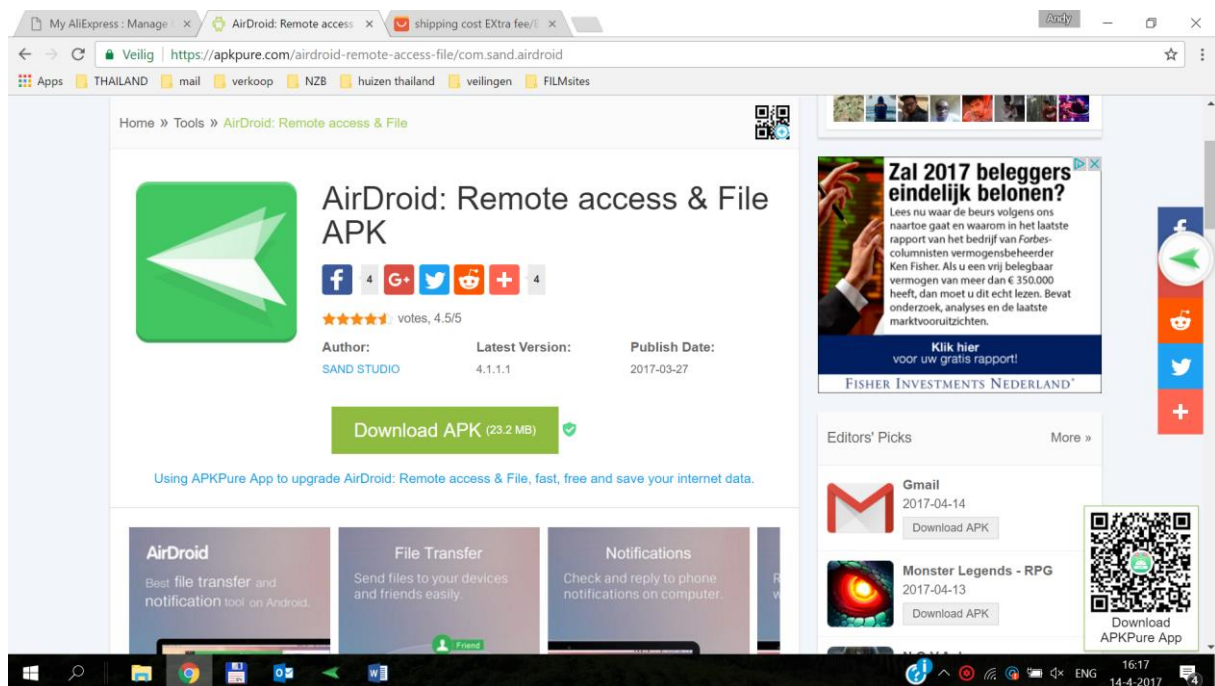 My AliExpress : Manage
AirDroid: Remote access
shipping cost EXtra fee/
Andy
Veilig
https://apkpure.com/airdroid-remote-access-file/com.sand.airdroid
Apps
THAILAND
mail
verkoop
NZB
huizen thailand
veilingen
FILMsites
Home » Tools » AirDroid: Remote access & File
AirDroid: Remote access & File
APK
4
G+
4
votes, 4.5/5
Author:
Latest Version:
Publish Date:
SAND STUDIO
4.1.1.1
2017-03-27
Download APK (23.2 MB)
Using APKPure App to upgrade AirDroid: Remote access & File, fast, free and save your internet data.
AirDroid
Best file transfer and
notification tool on Android.
File Transfer
Send files to your devices
and friends easily.
Friend
Notifications
Check and reply to phone
notifications on computer.
Zal 2017 beleggers
eindelijk belonen?
Lees nu waar de beurs volgens ons
naartoe gaat en waarom in het laatste
rapport van het bedrijf van Forbes-
columnisten vermogensbeheerder
Ken Fisher. Als u een vrij belegbaar
vermogen van meer dan € 350.000
heeft, dan moet u dit echt lezen. Bevat
onderzoek, analyses en de laatste
marktvooruitzichten.
Klik hier
voor uw gratis rapport!
FISHER INVESTMENTS NEDERLAND
Editors' Picks
More »
Gmail
2017-04-14
Download APK
Monster Legends - RPG
2017-04-13
Download APK
Download
APKPure App
ENG
16:17
14-4-2017
4